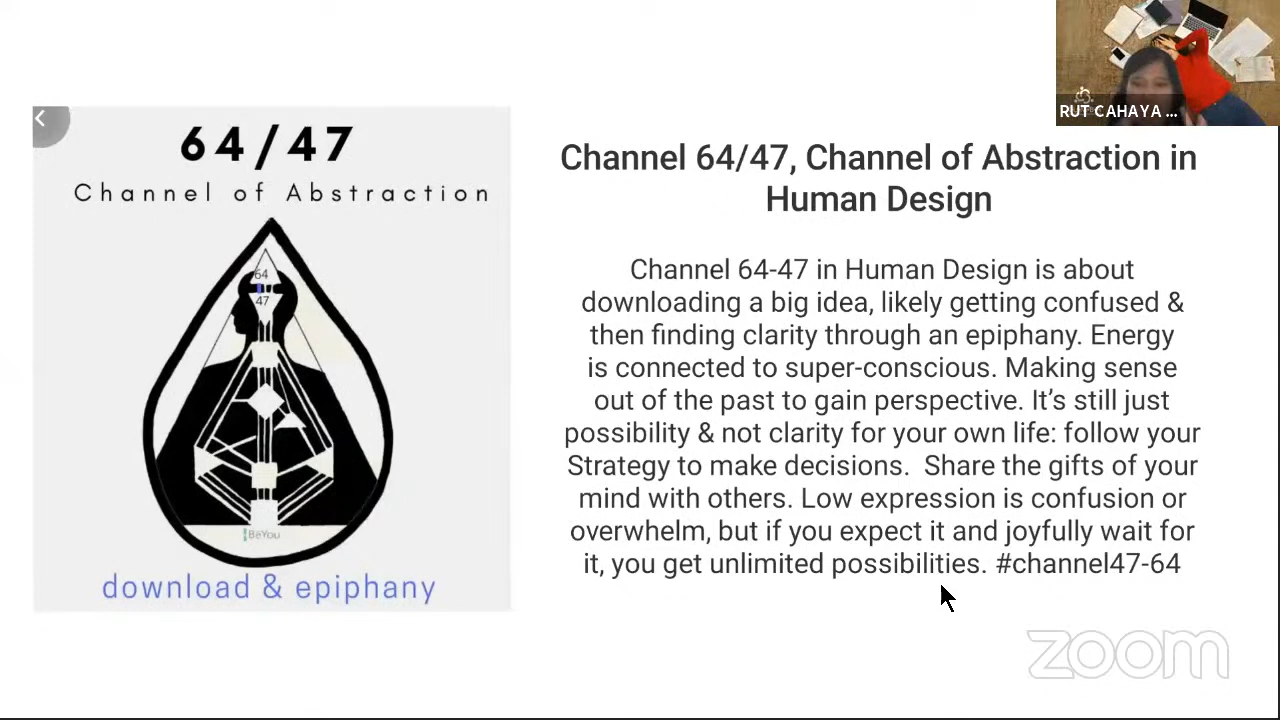 RUT CAHAYA ...
64/47
Channel of Abstraction
64
47
BeYou
download & epiphany
Channel 64/47, Channel of Abstraction in
Human Design
Channel 64-47 in Human Design is about
downloading a big idea, likely getting confused &
then finding clarity through an epiphany. Energy
is connected to super-conscious. Making sense
out of the past to gain perspective. It’s still just
possibility & not clarity for your own life: follow your
Strategy to make decisions.  Share the gifts of your
mind with others. Low expression is confusion or
overwhelm, but if you expect it and joyfully wait for
it, you get unlimited possibilities. #channel47-64
zoom